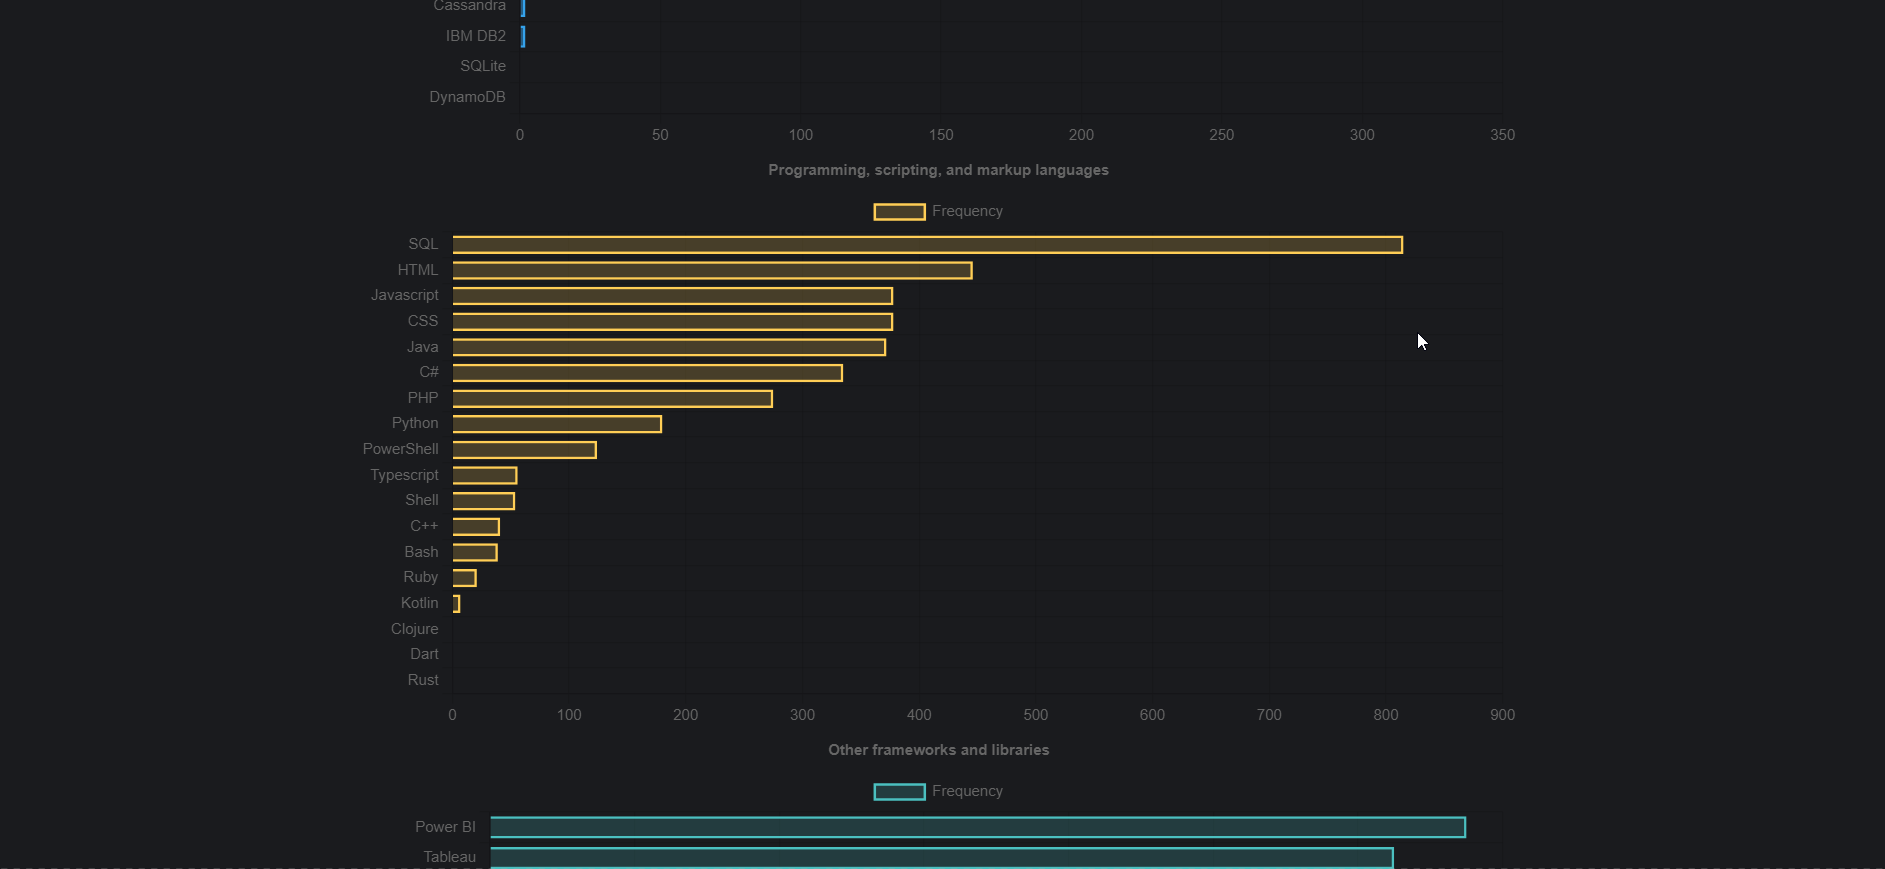 Cassandra
IBM DB2
SQLite
DynamoDB
0 50 100 150 200 250 300 350
Programming, scripting, and markup languages
Frequency
SQL
HTML
Javascript
CSS
Java
C#
PHP
Python
PowerShell
Typescript
Shell
C++
Bash
Ruby
Kotlin
Clojure
Dart
Rust
0 100 200 300 400 500 600 700 800 900
Other frameworks and libraries
Frequency
Power BI
Tableau